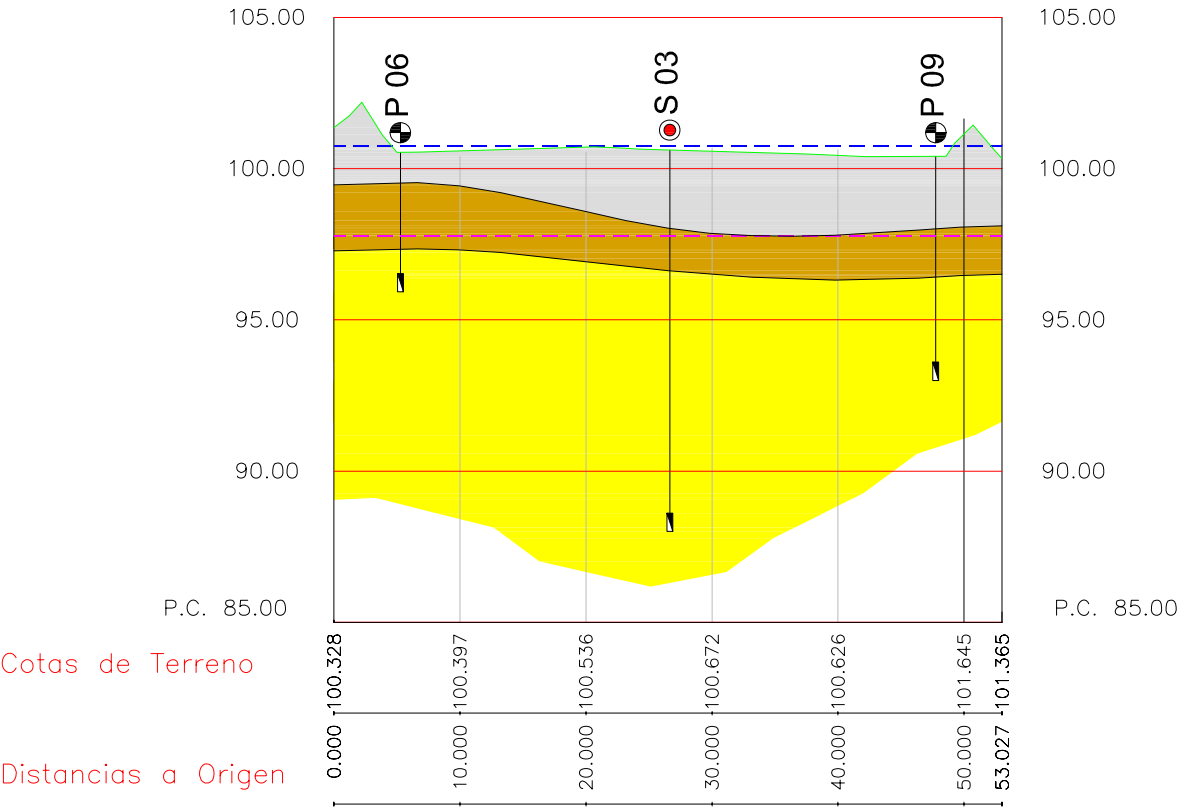 105.00 105.00
P 06 S 03 P 09
100.00 100.00
95.00 95.00
90.00 90.00
P.C. 85.00 P.C. 85.00
Cotas de Terreno 100.328 100.397 100.536 100.672 100.626 101.645 101.365
Distancias a Origen 0.000 10.000 20.000 30.000 40.000 50.000 53.027